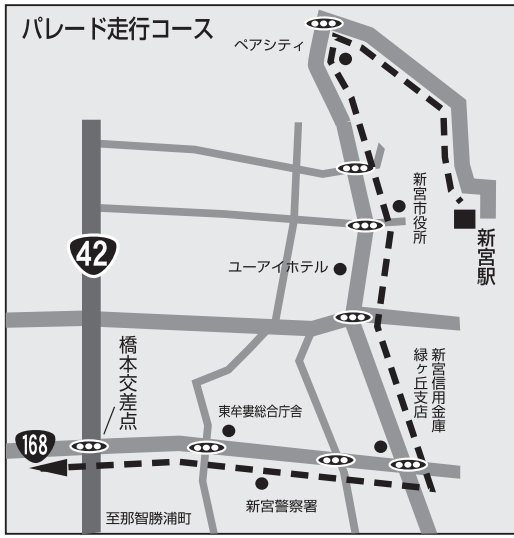 パレード走行コース
ペアシティ
新宮市役所
新宮駅
42
ユーアイホテル
橋本交差点
新宮信用金庫
緑ヶ丘支店
東牟婁総合庁舎
168
新宮警察署
至那智勝浦町